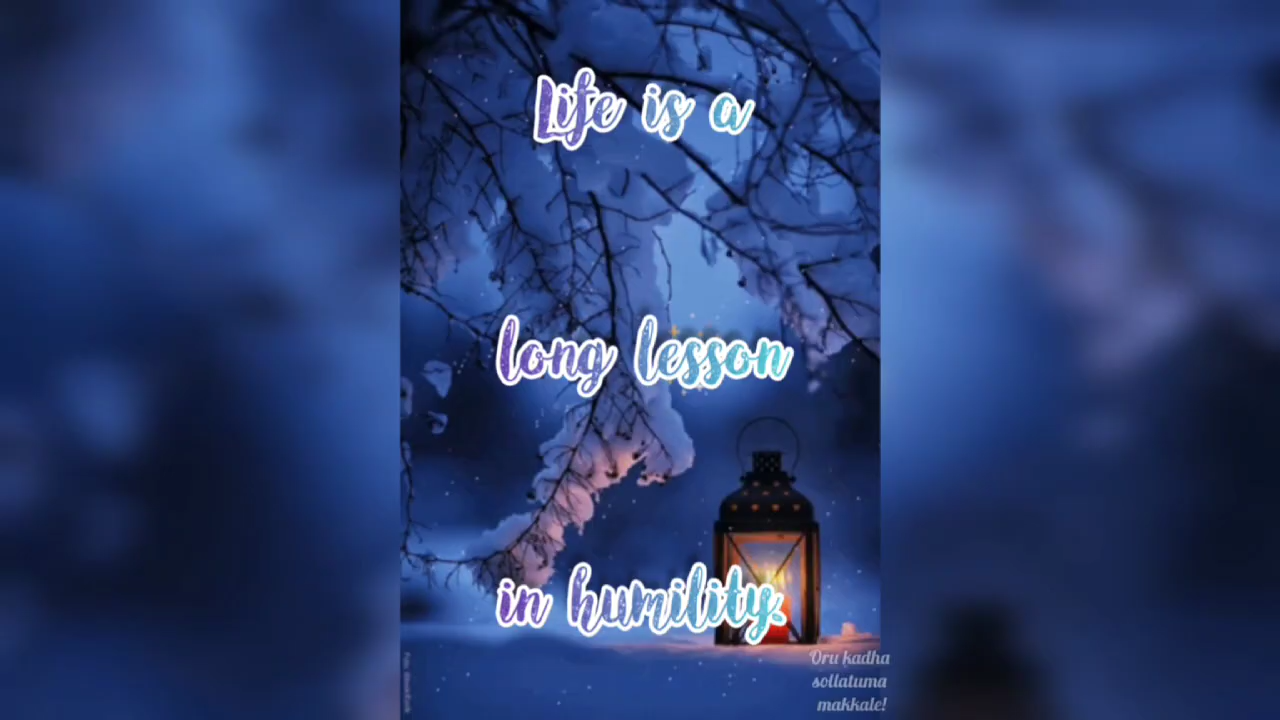 Life is a
long lesson
in humility.
Oru kadha
sollatuma
makkale!